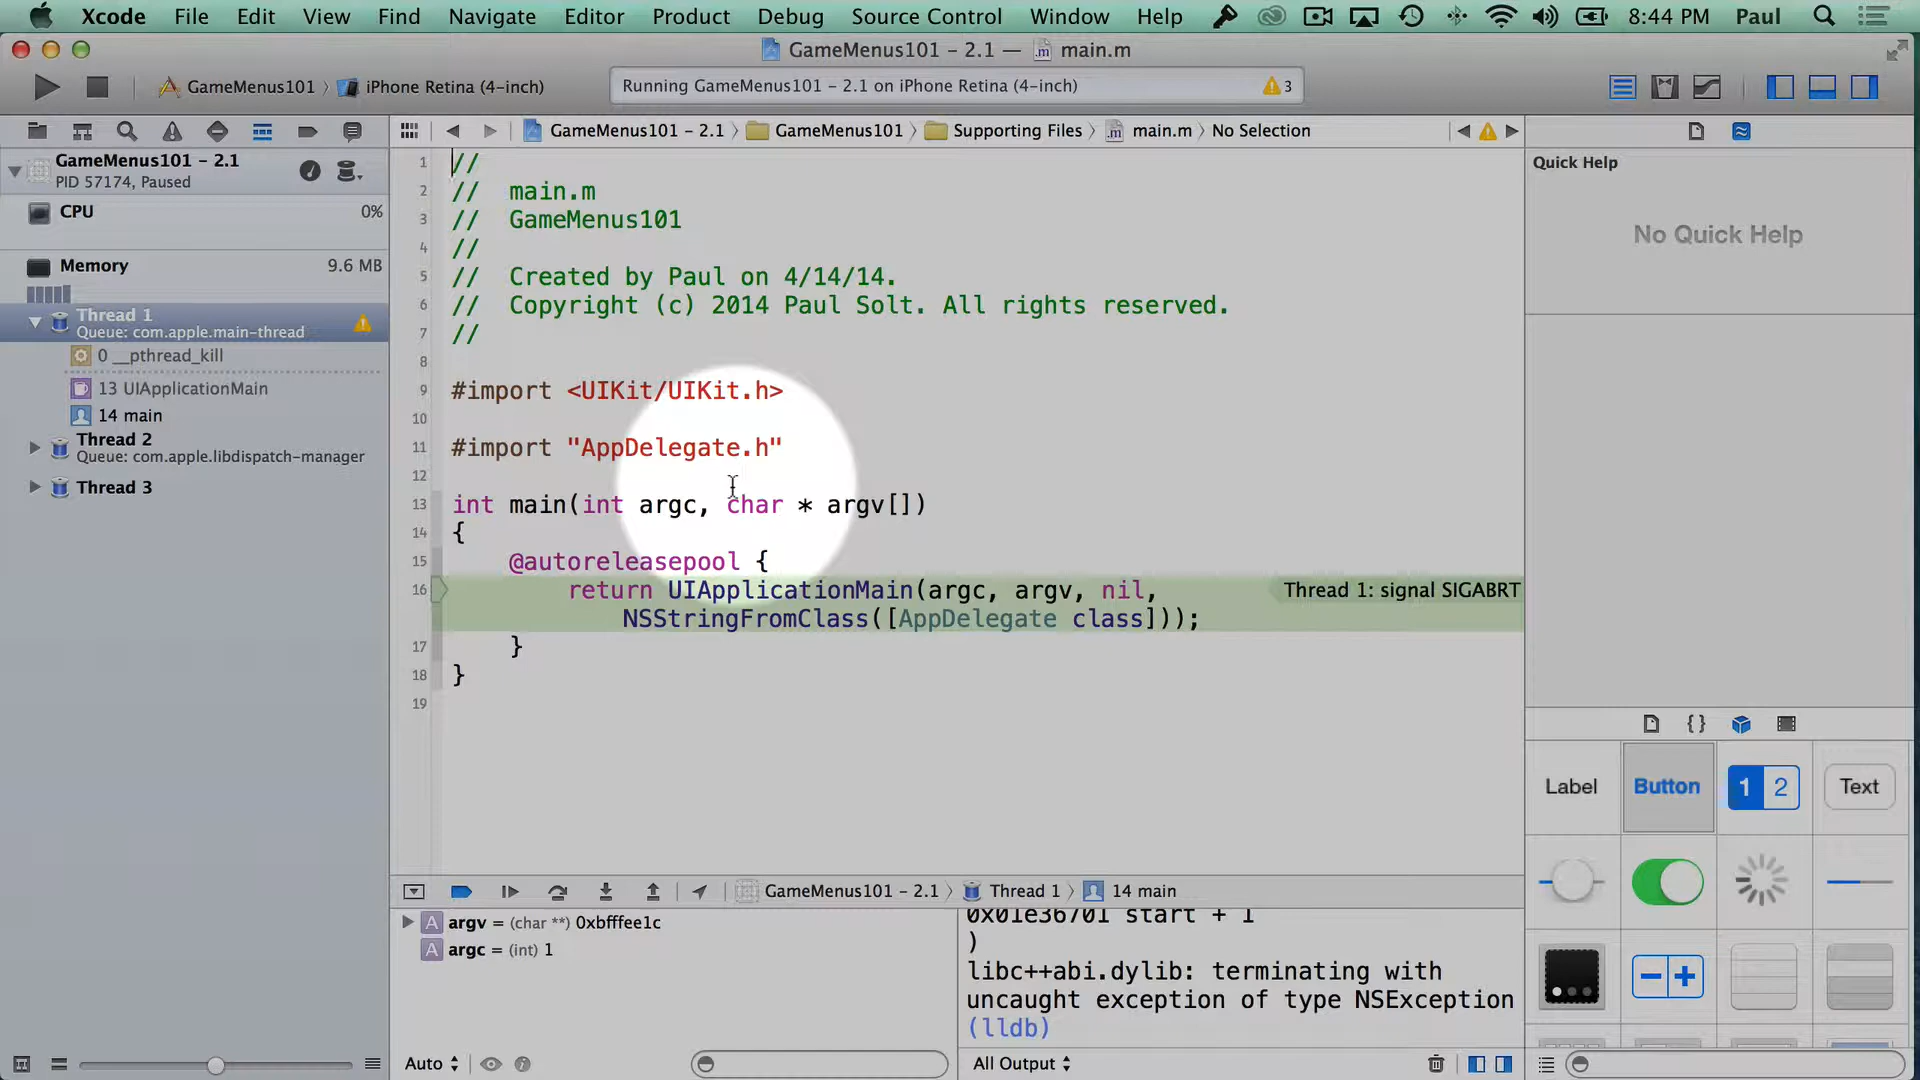 Xcode File Edit View Find Navigate Editor Product Debug Source Control Window Help 8:44 PM Paul
GameMenus101 – 2.1 — main.m
GameMenus101 › iPhone Retina (4-inch)
Running GameMenus101 – 2.1 on iPhone Retina (4-inch) 3
GameMenus101 – 2.1 › GameMenus101 › Supporting Files › main.m › No Selection
GameMenus101 – 2.1
PID 57174, Paused
CPU 0%
Memory 9.6 MB
Thread 1
Queue: com.apple.main-thread
0 __pthread_kill
13 UIApplicationMain
14 main
Thread 2
Queue: com.apple.libdispatch-manager
Thread 3
1 //
2 //  main.m
3 //  GameMenus101
4 //
5 //  Created by Paul on 4/14/14.
6 //  Copyright (c) 2014 Paul Solt. All rights reserved.
7 //
8
9 #import <UIKit/UIKit.h>
10
11 #import "AppDelegate.h"
12
13 int main(int argc, char * argv[])
14 {
15 @autoreleasepool {
16 return UIApplicationMain(argc, argv, nil,
Thread 1: signal SIGABRT
NSStringFromClass([AppDelegate class]));
17 }
18 }
19
Quick Help
No Quick Help
Label Button 1 2 Text
GameMenus101 – 2.1 › Thread 1 › 14 main
A argv = (char **) 0xbfffee1c
A argc = (int) 1
0x01e36701 start + 1
)
libc++abi.dylib: terminating with
uncaught exception of type NSException
(lldb)
Auto
All Output